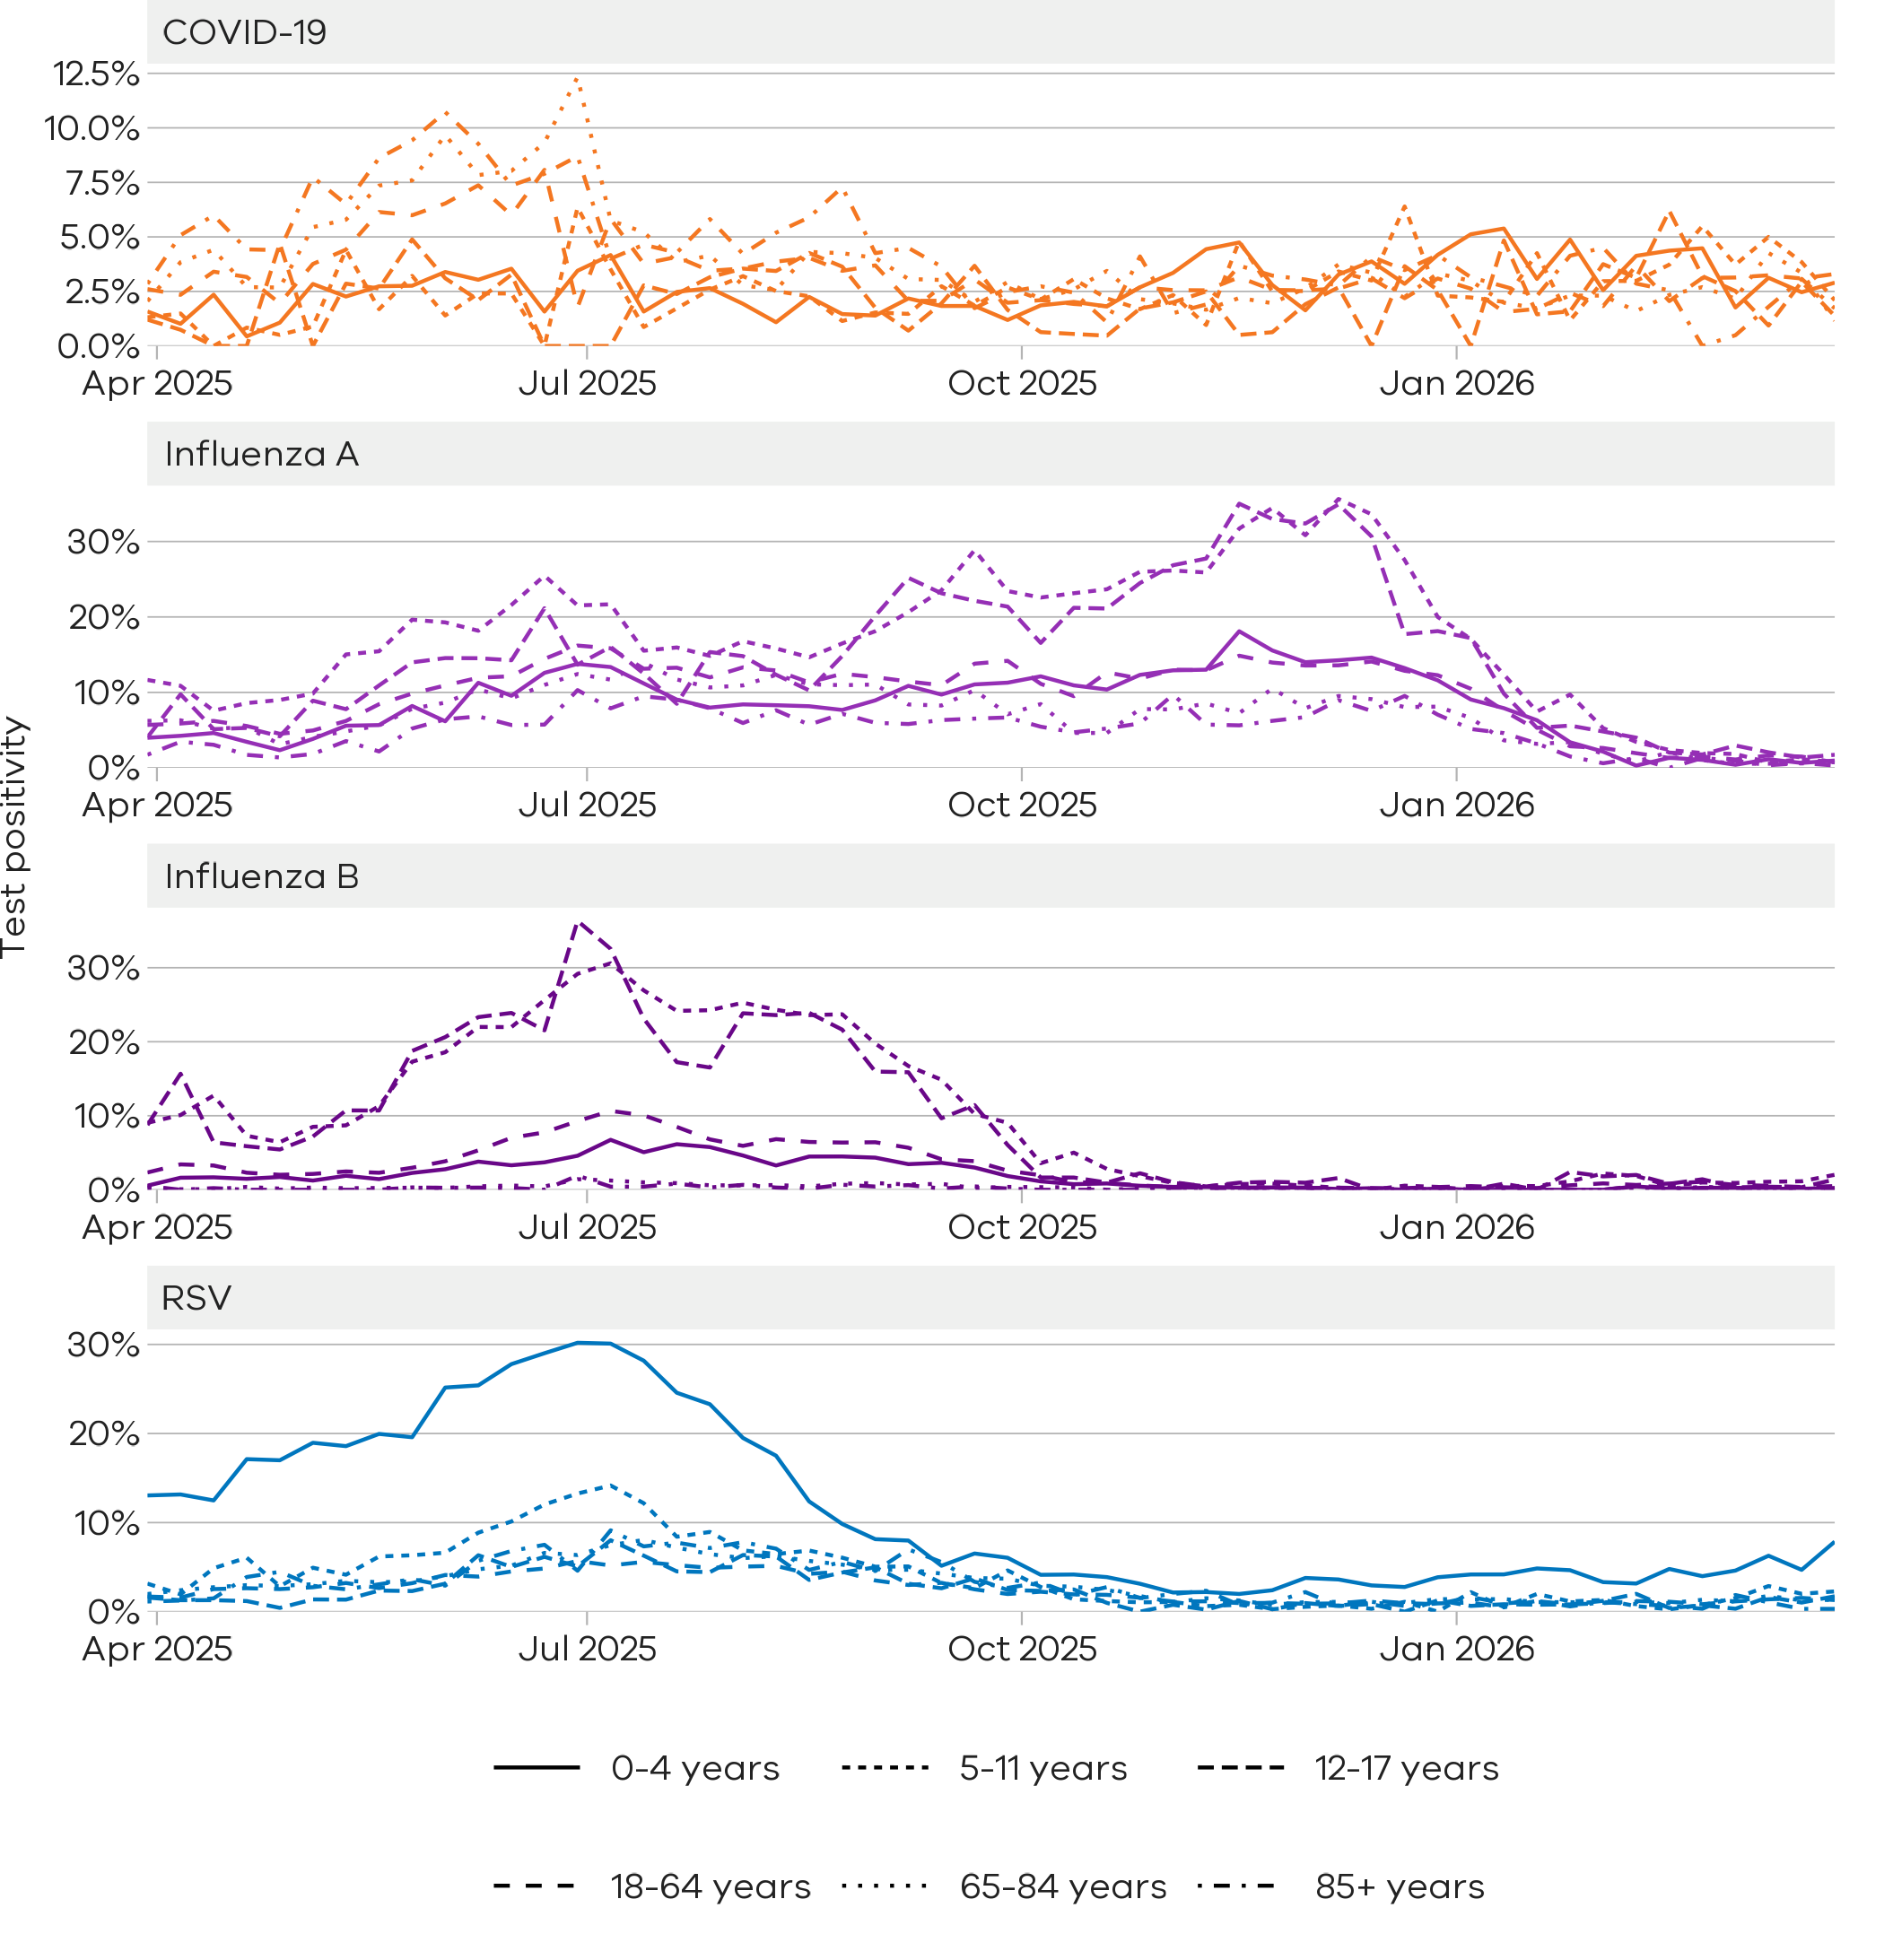 COVID-19
12.5%
10.0%
7.5%
5.0%
2.5%
0.0%
Apr 2025 Jul 2025 Oct 2025 Jan 2026
Influenza A
30%
20%
10%
0%
Apr 2025 Jul 2025 Oct 2025 Jan 2026
Test positivity
Influenza B
30%
20%
10%
0%
Apr 2025 Jul 2025 Oct 2025 Jan 2026
RSV
30%
20%
10%
0%
Apr 2025 Jul 2025 Oct 2025 Jan 2026
0-4 years 5-11 years 12-17 years
18-64 years 65-84 years 85+ years